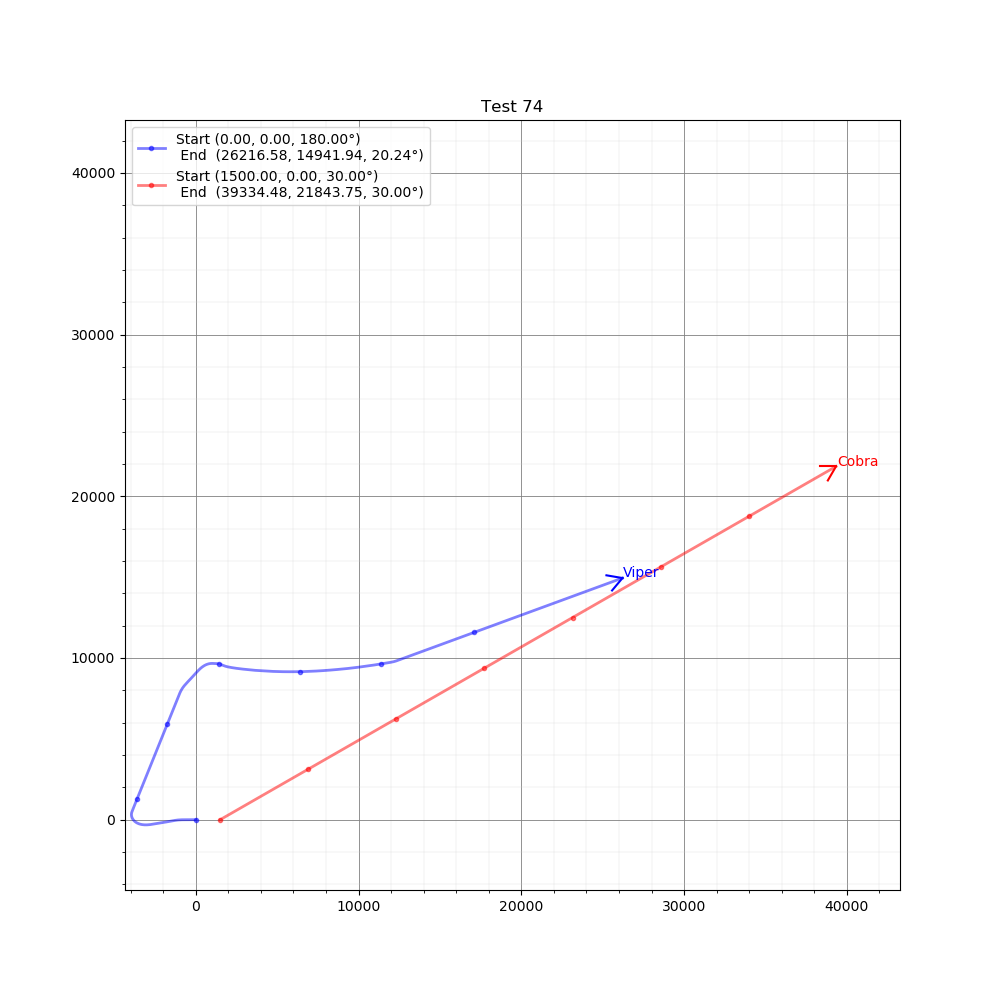 Test 74
Start (0.00, 0.00, 180.00°)
End  (26216.58, 14941.94, 20.24°)
Start (1500.00, 0.00, 30.00°)
End  (39334.48, 21843.75, 30.00°)
40000
30000
20000
10000
0
Cobra
Viper
0
10000
20000
30000
40000